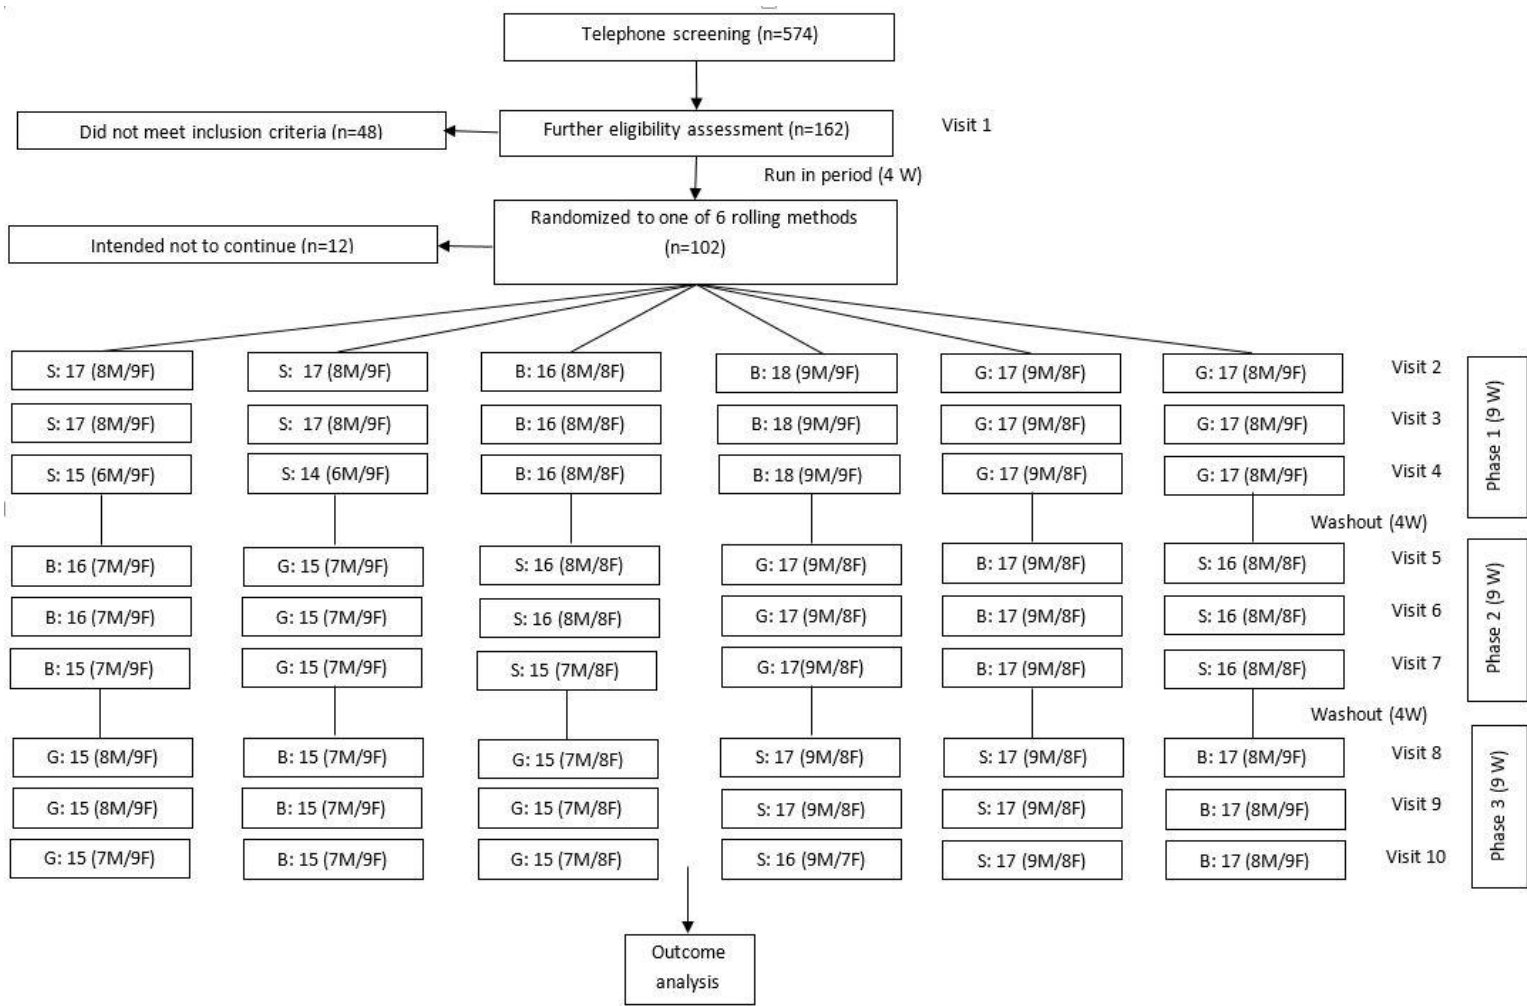 Telephone screening (n=574)
Did not meet inclusion criteria (n=48)
Further eligibility assessment (n=162)
Visit 1
Run in period (4 W)
Randomized to one of 6 rolling methods
(n=102)
Intended not to continue (n=12)
S: 17 (8M/9F)
S: 17 (8M/9F)
B: 16 (8M/8F)
B: 18 (9M/9F)
G: 17 (9M/8F)
G: 17 (8M/9F)
Visit 2
S: 17 (8M/9F)
S: 17 (8M/9F)
B: 16 (8M/8F)
B: 18 (9M/9F)
G: 17 (9M/8F)
G: 17 (8M/9F)
Visit 3
S: 15 (6M/9F)
S: 14 (6M/9F)
B: 16 (8M/8F)
B: 18 (9M/9F)
G: 17 (9M/8F)
G: 17 (8M/9F)
Visit 4
Phase 1 (9 W)
Washout (4W)
B: 16 (7M/9F)
G: 15 (7M/9F)
S: 16 (8M/8F)
G: 17 (9M/8F)
B: 17 (9M/8F)
S: 16 (8M/8F)
Visit 5
B: 16 (7M/9F)
G: 15 (7M/9F)
S: 16 (8M/8F)
G: 17 (9M/8F)
B: 17 (9M/8F)
S: 16 (8M/8F)
Visit 6
B: 15 (7M/9F)
G: 15 (7M/9F)
S: 15 (7M/8F)
G: 17(9M/8F)
B: 17 (9M/8F)
S: 16 (8M/8F)
Visit 7
Phase 2 (9 W)
Washout (4W)
G: 15 (8M/9F)
B: 15 (7M/9F)
G: 15 (7M/8F)
S: 17 (9M/8F)
S: 17 (9M/8F)
B: 17 (8M/9F)
Visit 8
G: 15 (8M/9F)
B: 15 (7M/9F)
G: 15 (7M/8F)
S: 17 (9M/8F)
S: 17 (9M/8F)
B: 17 (8M/9F)
Visit 9
G: 15 (7M/9F)
B: 15 (7M/9F)
G: 15 (7M/8F)
S: 16 (9M/7F)
S: 17 (9M/8F)
B: 17 (8M/9F)
Visit 10
Phase 3 (9 W)
Outcome
analysis